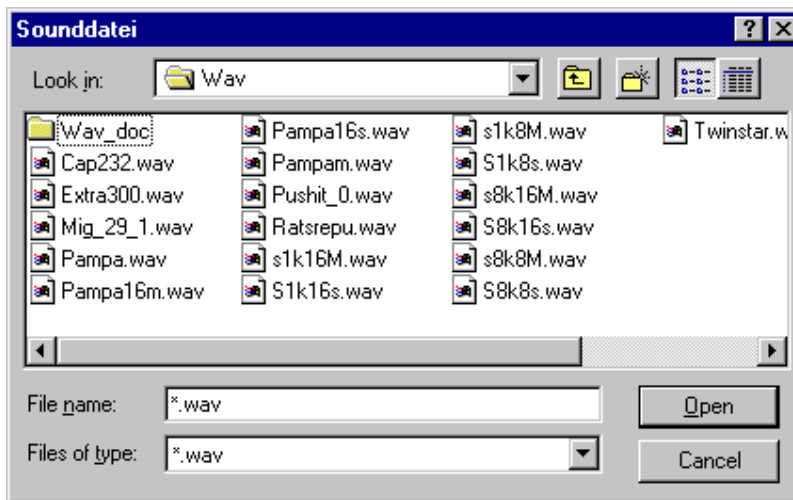 Sounddatei
Look in: Wav
Wav_doc Pampa16s.wav s1k8M.wav Twinstar.w
Cap232.wav Pampam.wav S1k8s.wav
Extra300.wav Pushit_0.wav s8k16M.wav
Mig_29_1.wav Ratsrepu.wav S8k16s.wav
Pampa.wav s1k16M.wav s8k8M.wav
Pampa16m.wav S1k16s.wav S8k8s.wav
File name: *.wav Open
Files of type: *.wav Cancel